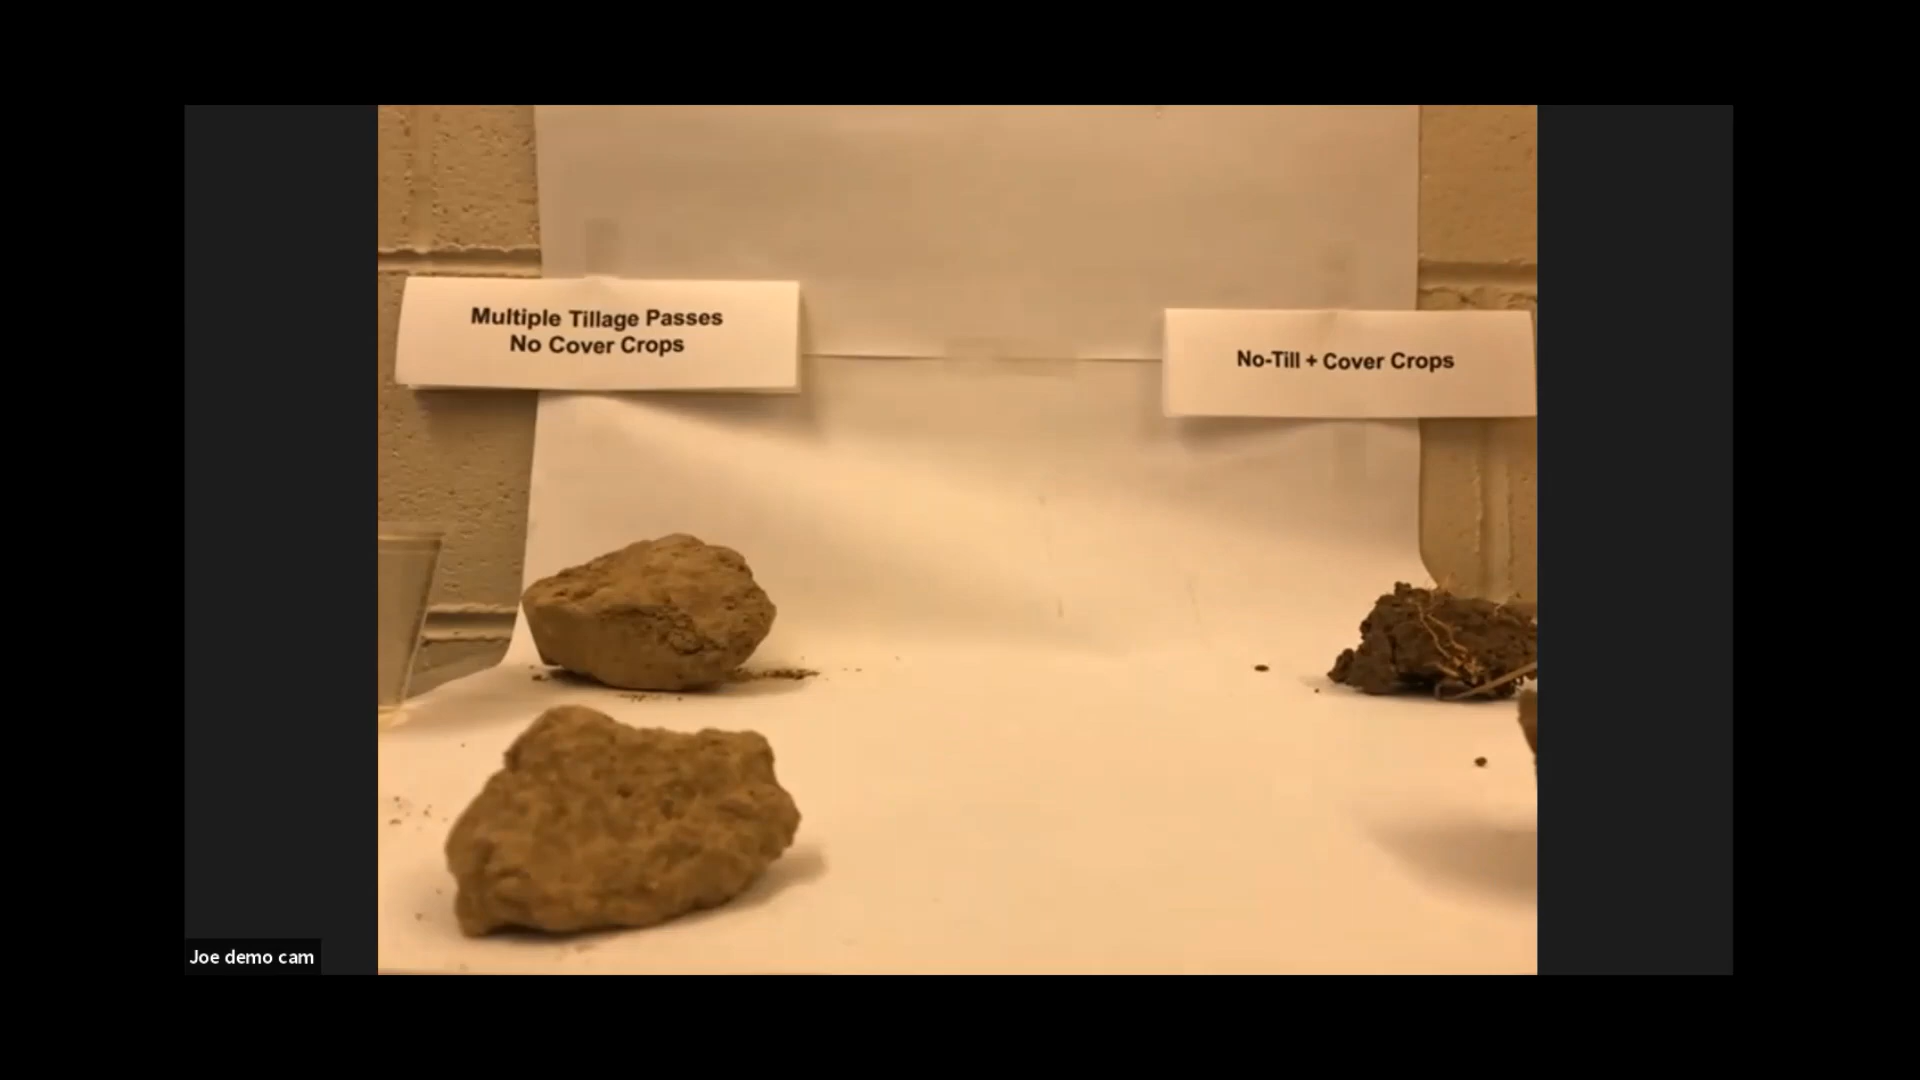 Multiple Tillage Passes
No Cover Crops
No-Till + Cover Crops
Joe demo cam